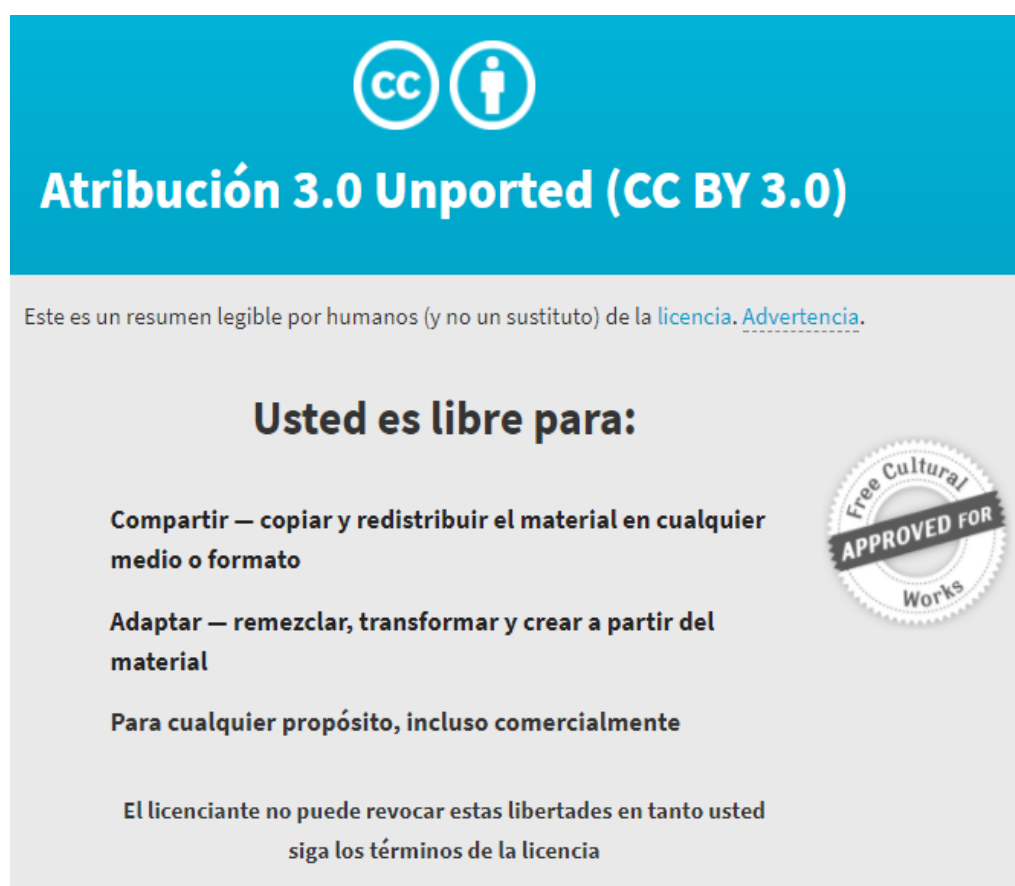 cc
Atribución 3.0 Unported (CC BY 3.0)
Este es un resumen legible por humanos (y no un sustituto) de la licencia. Advertencia.
Usted es libre para:
Compartir — copiar y redistribuir el material en cualquier
medio o formato
Adaptar — remezclar, transformar y crear a partir del
material
Para cualquier propósito, incluso comercialmente
Free Cultural
APPROVED FOR
Works
El licenciante no puede revocar estas libertades en tanto usted
siga los términos de la licencia